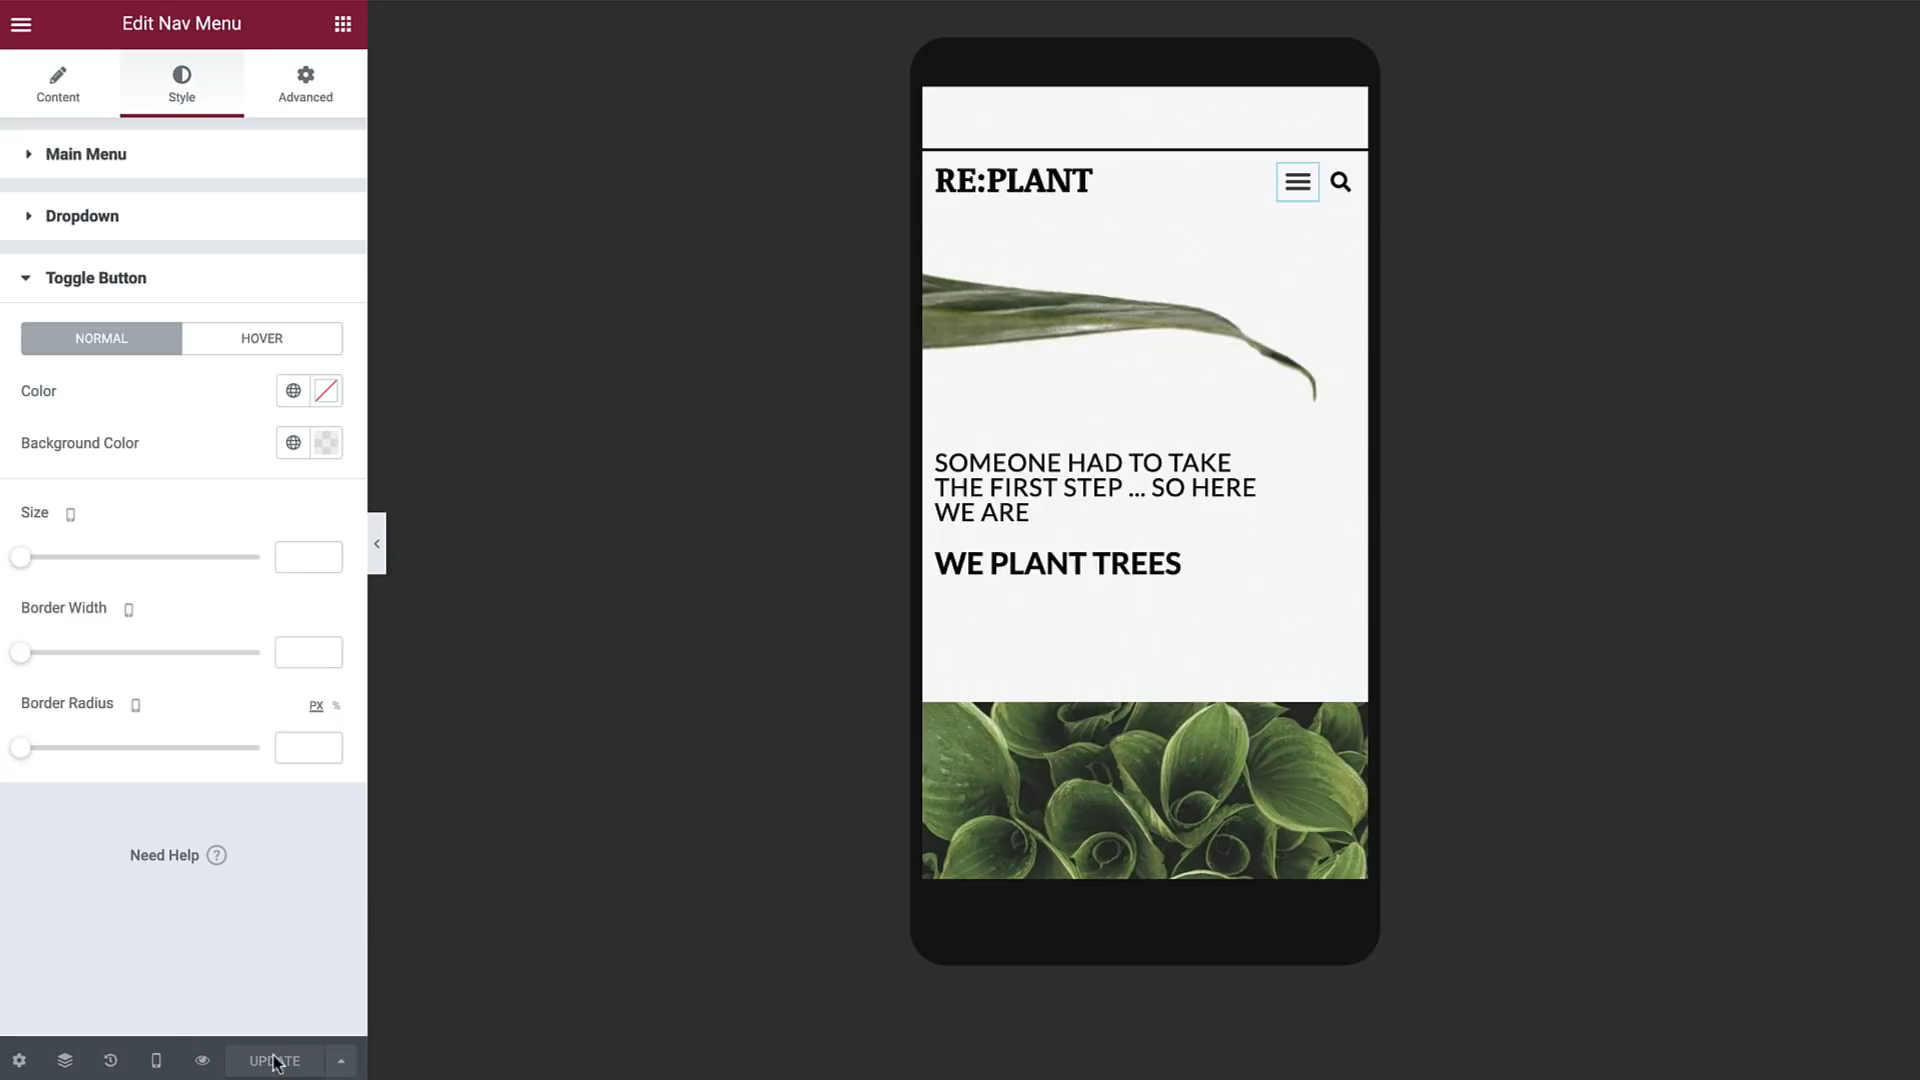 Edit Nav Menu
Content
Style
Advanced
Main Menu
Dropdown
Toggle Button
NORMAL
HOVER
Color
Background Color
Size
Border Width
Border Radius
PX %
Need Help ?
UPDATE
RE:PLANT
SOMEONE HAD TO TAKE
THE FIRST STEP ... SO HERE
WE ARE
WE PLANT TREES